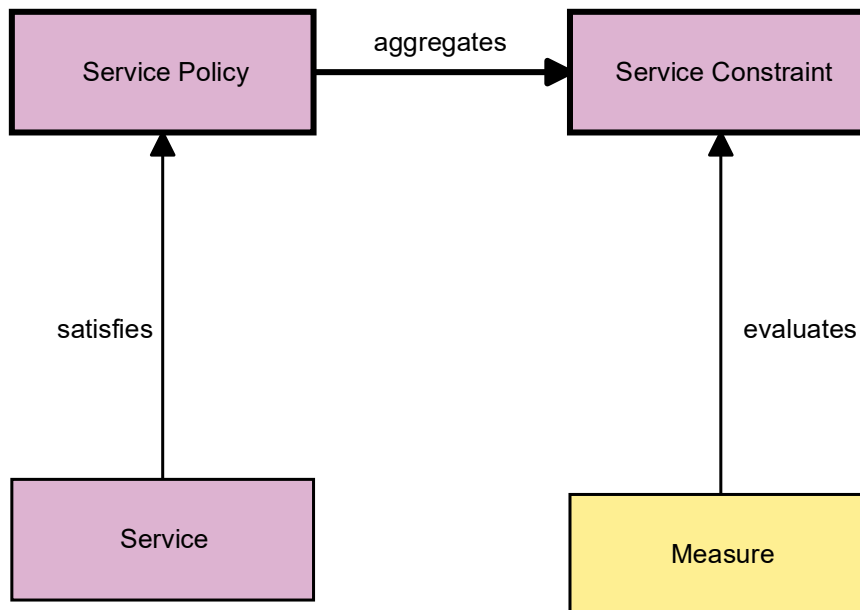 aggregates
Service Policy
Service Constraint
satisfies
evaluates
Service
Measure